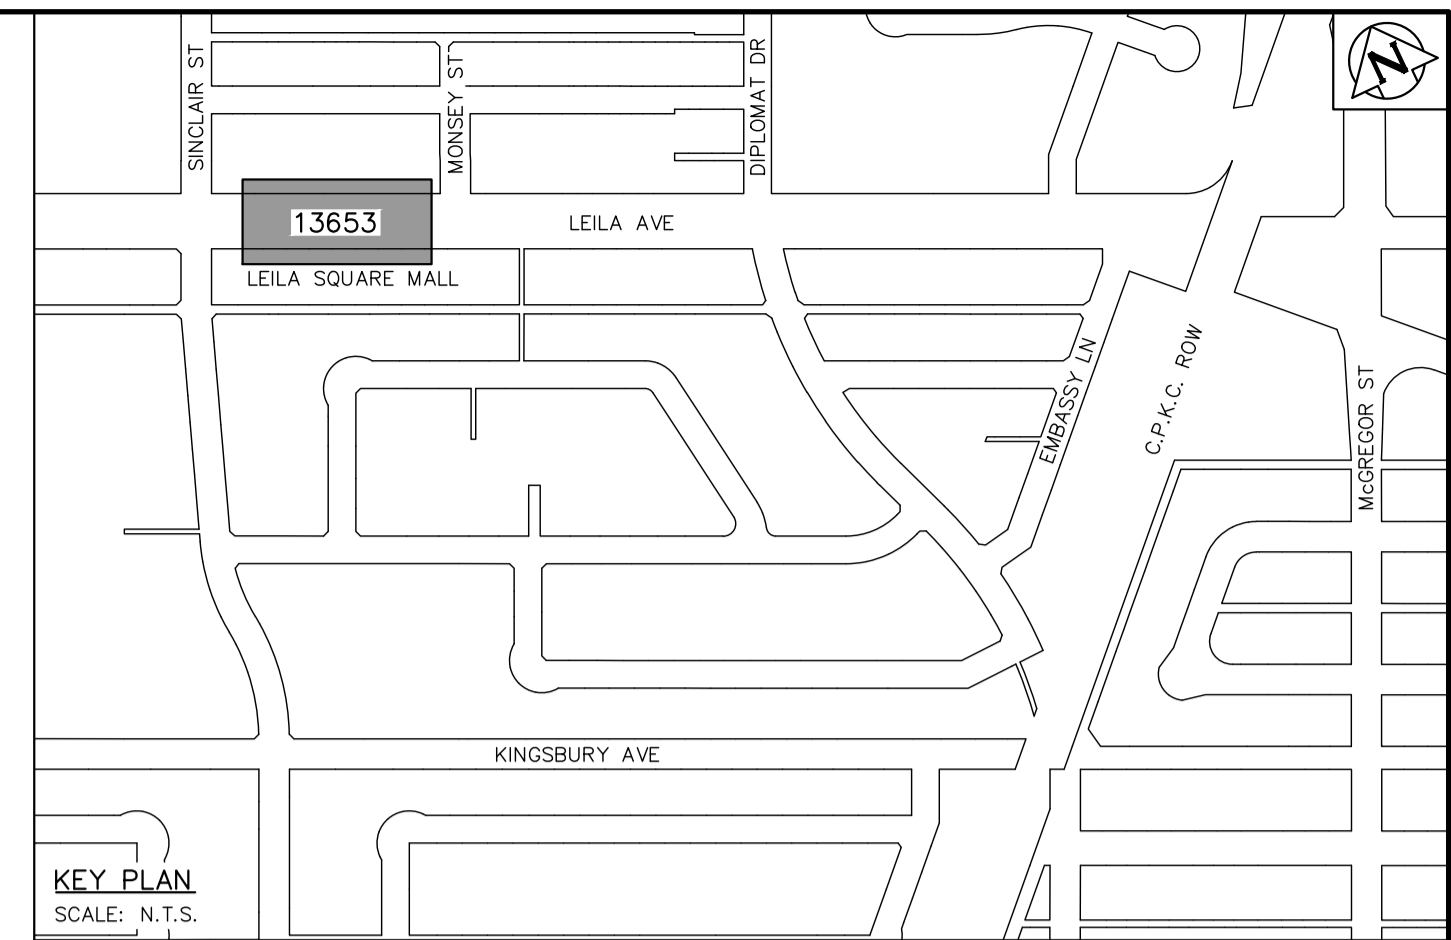 SINCLAIR ST
MONSEY ST
DIPLOMAT DR
N
13653
LEILA AVE
LEILA SQUARE MALL
EMBASSY LN
C.P.K.C. ROW
McGREGOR ST
KINGSBURY AVE
KEY PLAN
SCALE: N.T.S.